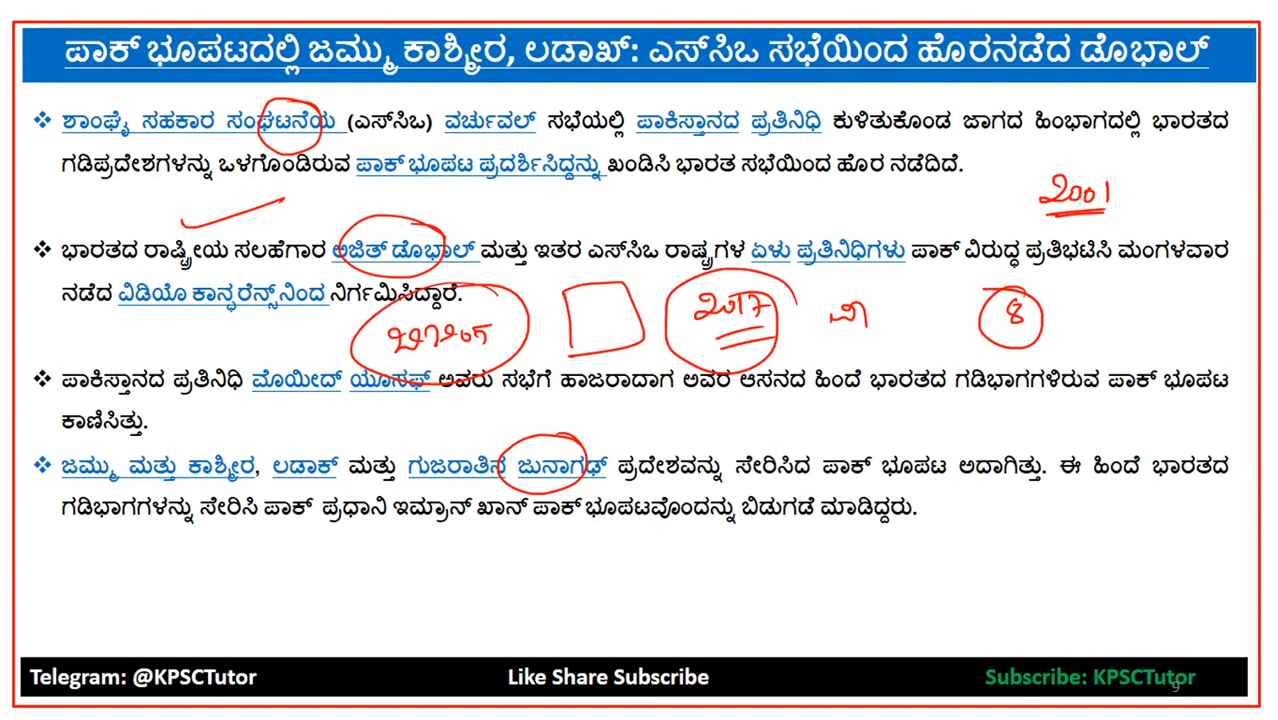 ಪಾಕ್ ಭೂಪಟದಲ್ಲಿ ಜಮ್ಮು ಕಾಶ್ಮೀರ, ಲಡಾಖ್: ಎಸ್‌ಸಿಒ ಸಭೆಯಿಂದ ಹೊರನಡೆದ ಡೊಭಾಲ್
❖ ಶಾಂಘೈ ಸಹಕಾರ ಸಂಘಟನೆಯ (ಎಸ್‌ಸಿಒ) ವರ್ಚುವಲ್ ಸಭೆಯಲ್ಲಿ ಪಾಕಿಸ್ತಾನದ ಪ್ರತಿನಿಧಿ ಕುಳಿತುಕೊಂಡ ಜಾಗದ ಹಿಂಭಾಗದಲ್ಲಿ ಭಾರತದ
ಗಡಿಪ್ರದೇಶಗಳನ್ನು ಒಳಗೊಂಡಿರುವ ಪಾಕ್ ಭೂಪಟ ಪ್ರದರ್ಶಿಸಿದ್ದನ್ನು ಖಂಡಿಸಿ ಭಾರತ ಸಭೆಯಿಂದ ಹೊರ ನಡೆದಿದೆ.
2001
❖ ಭಾರತದ ರಾಷ್ಟ್ರೀಯ ಸಲಹೆಗಾರ ಅಜಿತ್ ಡೊಭಾಲ್ ಮತ್ತು ಇತರ ಎಸ್‌ಸಿಒ ರಾಷ್ಟ್ರಗಳ ಏಳು ಪ್ರತಿನಿಧಿಗಳು ಪಾಕ್ ವಿರುದ್ಧ ಪ್ರತಿಭಟಿಸಿ ಮಂಗಳವಾರ
ನಡೆದ ವಿಡಿಯೊ ಕಾನ್ಫರೆನ್ಸ್‌ನಿಂದ ನಿರ್ಗಮಿಸಿದ್ದಾರೆ.
2017 8
❖ ಪಾಕಿಸ್ತಾನದ ಪ್ರತಿನಿಧಿ ಮೊಯೀದ್ ಯೂಸಫ್ ಅವರು ಸಭೆಗೆ ಹಾಜರಾದಾಗ ಅವರ ಆಸನದ ಹಿಂದೆ ಭಾರತದ ಗಡಿಭಾಗಗಳಿರುವ ಪಾಕ್ ಭೂಪಟ
ಕಾಣಿಸಿತ್ತು.
❖ ಜಮ್ಮು ಮತ್ತು ಕಾಶ್ಮೀರ, ಲಡಾಕ್ ಮತ್ತು ಗುಜರಾತಿನ ಜುನಾಗಢ್ ಪ್ರದೇಶವನ್ನು ಸೇರಿಸಿದ ಪಾಕ್ ಭೂಪಟ ಅದಾಗಿತ್ತು. ಈ ಹಿಂದೆ ಭಾರತದ
ಗಡಿಭಾಗಗಳನ್ನು ಸೇರಿಸಿ ಪಾಕ್ ಪ್ರಧಾನಿ ಇಮ್ರಾನ್ ಖಾನ್ ಪಾಕ್ ಭೂಪಟವೊಂದನ್ನು ಬಿಡುಗಡೆ ಮಾಡಿದ್ದರು.
Telegram: @KPSCTutor Like Share Subscribe Subscribe: KPSCTutor
9